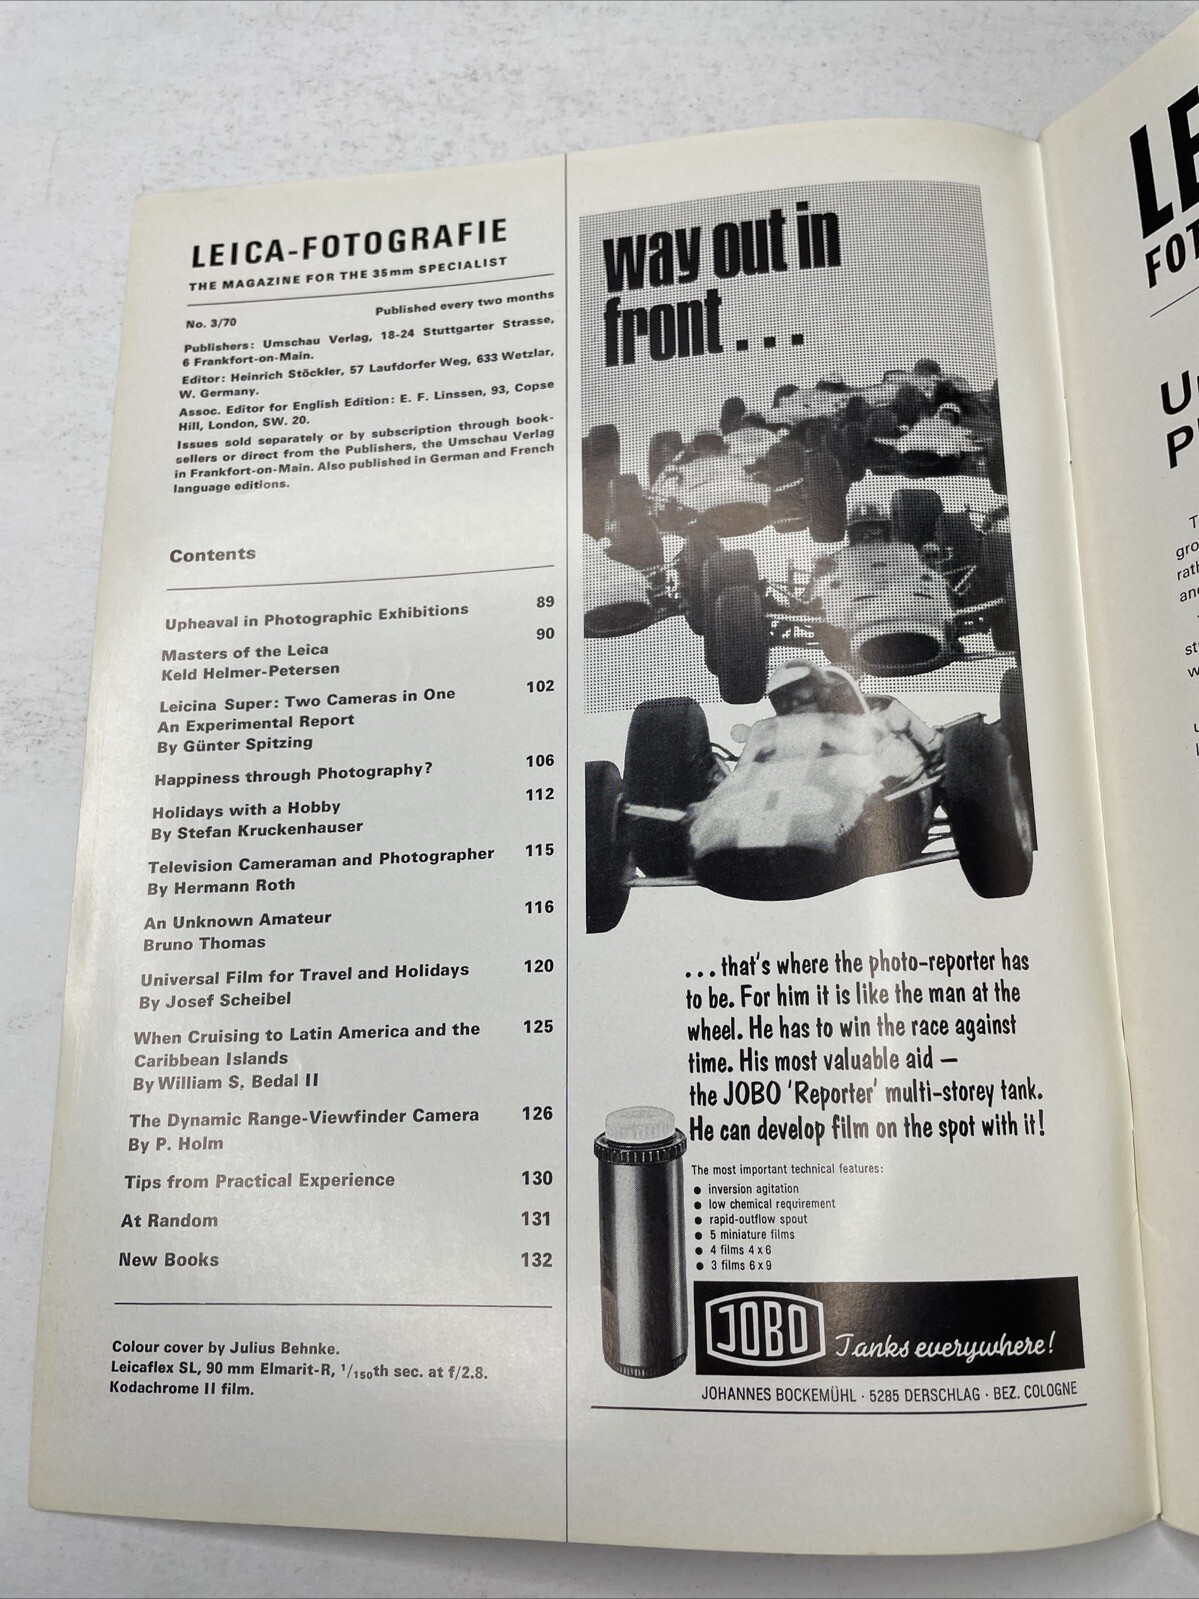 LEICA-FOTOGRAFIE
THE MAGAZINE FOR THE 35mm SPECIALIST
No. 3/70 Published every two months
Publishers: Umschau Verlag, 18-24 Stuttgarter Strasse,
6 Frankfort-on-Main.
Editor: Heinrich Stöckler, 57 Laufdorfer Weg, 633 Wetzlar,
W. Germany.
Assoc. Editor for English Edition: E. F. Linssen, 93, Copse
Hill, London, SW. 20.
Issues sold separately or by subscription through book-
sellers or direct from the Publishers, the Umschau Verlag
in Frankfort-on-Main. Also published in German and French
language editions.
Contents
Upheaval in Photographic Exhibitions 89
Masters of the Leica 90
Keld Helmer-Petersen
Leicina Super: Two Cameras in One 102
An Experimental Report
By Günter Spitzing
Happiness through Photography? 106
Holidays with a Hobby 112
By Stefan Kruckenhauser
Television Cameraman and Photographer 115
By Hermann Roth
An Unknown Amateur 116
Bruno Thomas
Universal Film for Travel and Holidays 120
By Josef Scheibel
When Cruising to Latin America and the 125
Caribbean Islands
By William S. Bedal II
The Dynamic Range-Viewfinder Camera 126
By P. Holm
Tips from Practical Experience 130
At Random 131
New Books 132
Colour cover by Julius Behnke.
Leicaflex SL, 90 mm Elmarit-R, 1/150th sec. at f/2.8.
Kodachrome II film.
Way out in
front . . .
. . . that's where the photo-reporter has
to be. For him it is like the man at the
wheel. He has to win the race against
time. His most valuable aid —
the JOBO 'Reporter' multi-storey tank.
He can develop film on the spot with it!
The most important technical features:
● inversion agitation
● low chemical requirement
● rapid-outflow spout
● 5 miniature films
● 4 films 4 x 6
● 3 films 6 x 9
JOBO Tanks everywhere!
JOHANNES BOCKEMÜHL · 5285 DERSCHLAG · BEZ. COLOGNE
LE
FOT